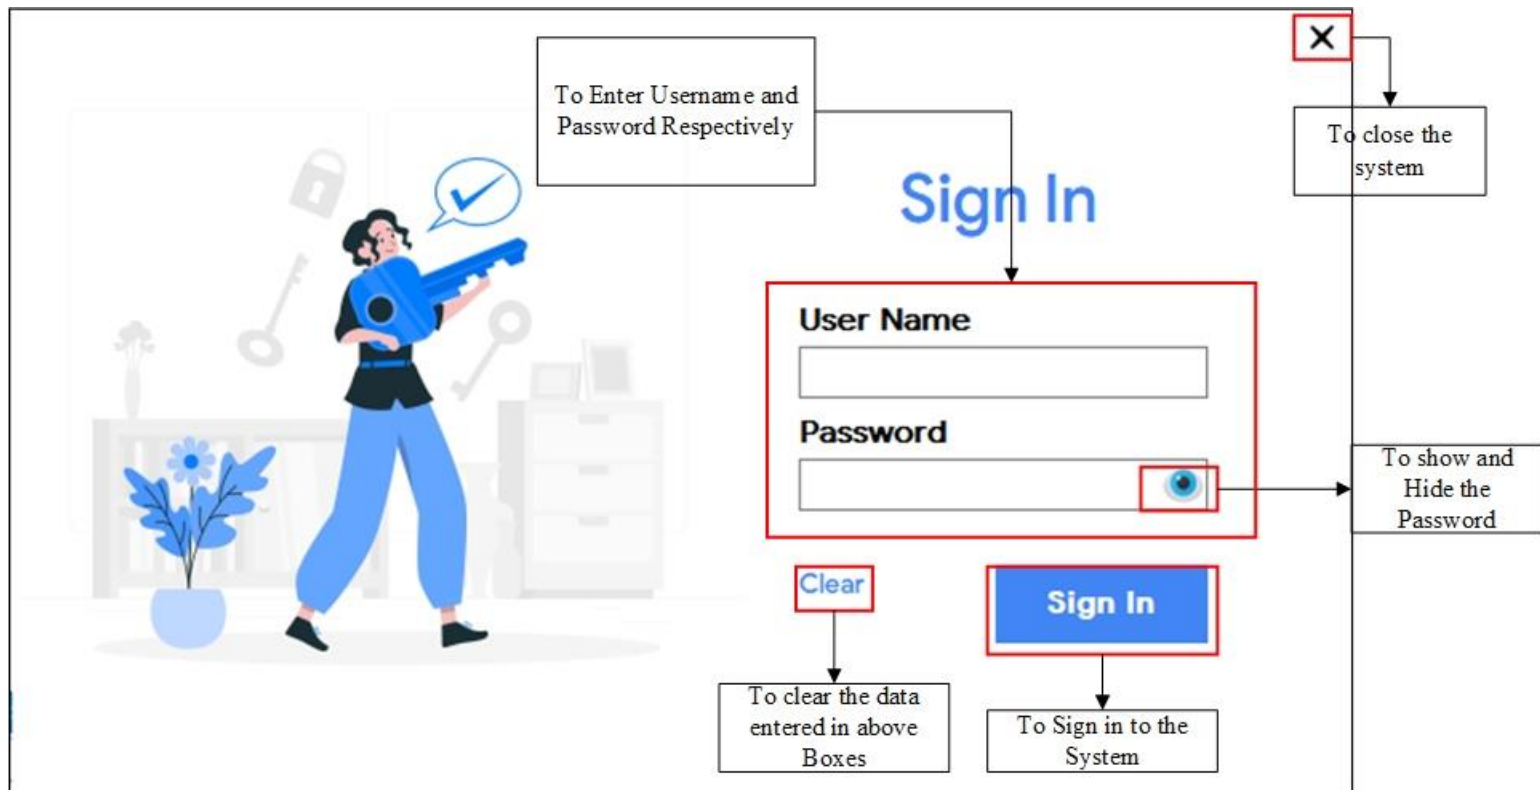 To Enter Username and
Password Respectively
To close the
system
Sign In
User Name
Password
To show and
Hide the
Password
Clear
Sign In
To clear the data
entered in above
Boxes
To Sign in to the
System